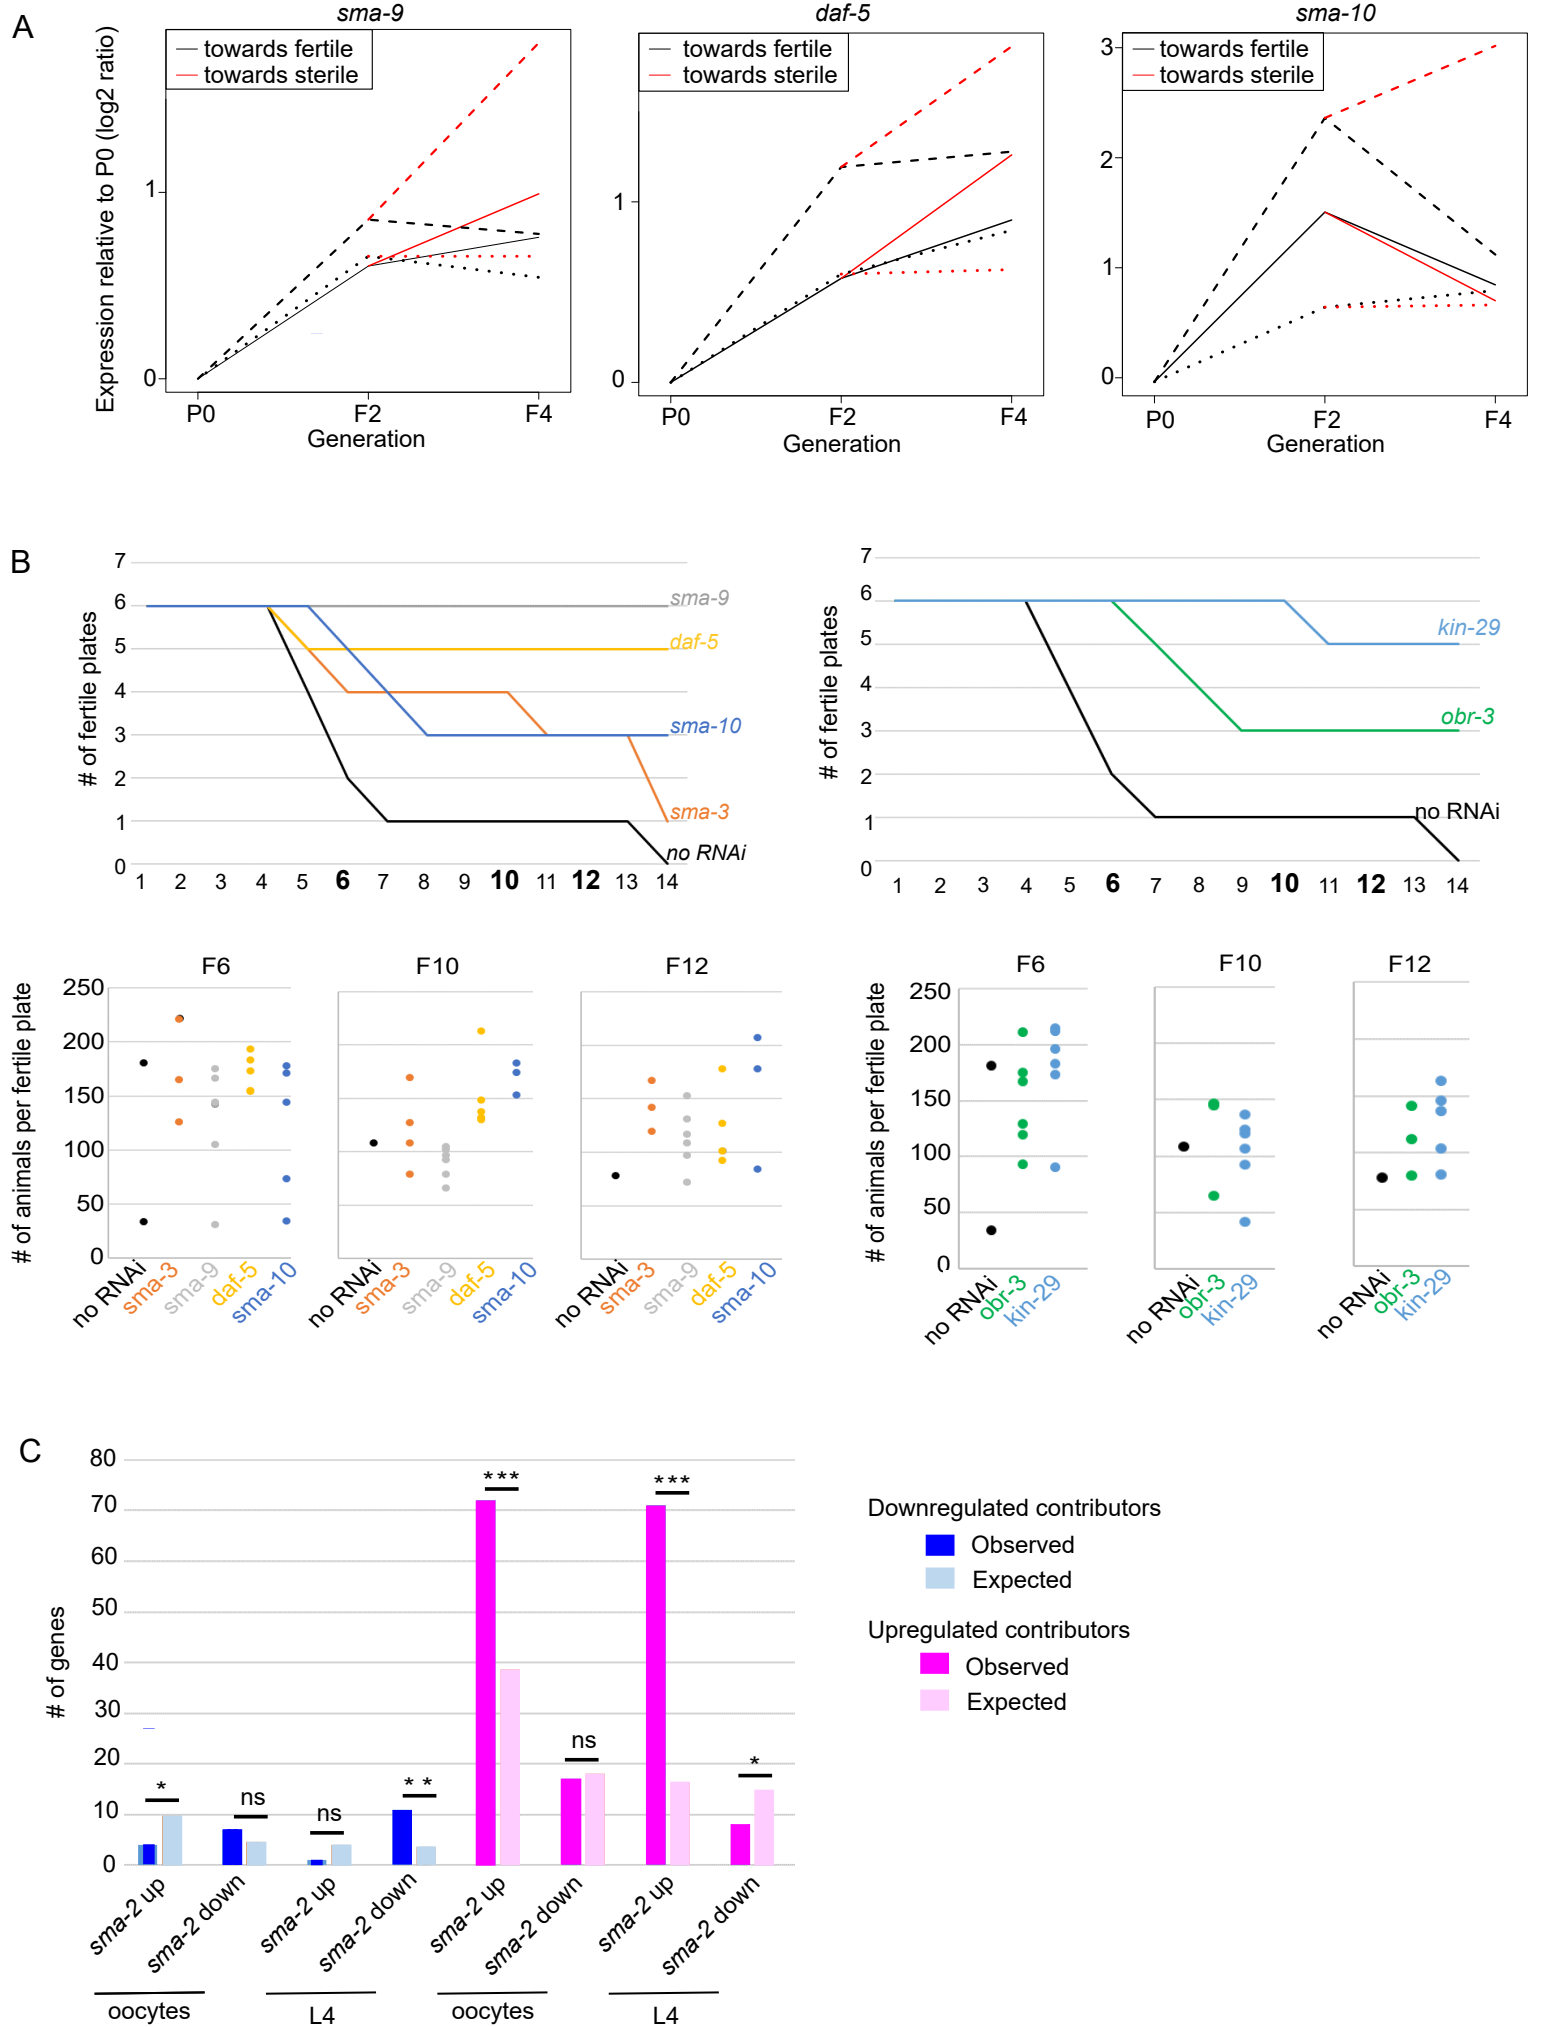 A
sma-9
daf-5
sma-10
Expression relative to P0 (log2 ratio)
towards fertile
towards sterile
1
0
P0
F2
F4
Generation
towards fertile
towards sterile
1
0
P0
F2
F4
Generation
towards fertile
towards sterile
3
2
1
0
P0
F2
F4
Generation
B
# of fertile plates
7
6
5
4
3
2
1
0
sma-9
daf-5
sma-10
sma-3
no RNAi
1 2 3 4 5 6 7 8 9 10 11 12 13 14
# of fertile plates
7
6
5
4
3
2
1
0
kin-29
obr-3
no RNAi
1 2 3 4 5 6 7 8 9 10 11 12 13 14
# of animals per fertile plate
F6
F10
F12
250
200
150
100
50
0
no RNAi
sma-3
sma-9
daf-5
sma-10
no RNAi
sma-3
sma-9
daf-5
sma-10
no RNAi
sma-3
sma-9
daf-5
sma-10
# of animals per fertile plate
F6
F10
F12
250
200
150
100
50
0
no RNAi
obr-3
kin-29
no RNAi
obr-3
kin-29
no RNAi
obr-3
kin-29
C
# of genes
80
70
60
50
40
30
20
10
0
*
ns
ns
* *
***
ns
***
*
sma-2 up
sma-2 down
sma-2 up
sma-2 down
sma-2 up
sma-2 down
sma-2 up
sma-2 down
oocytes
L4
oocytes
L4
Downregulated contributors
Observed
Expected
Upregulated contributors
Observed
Expected